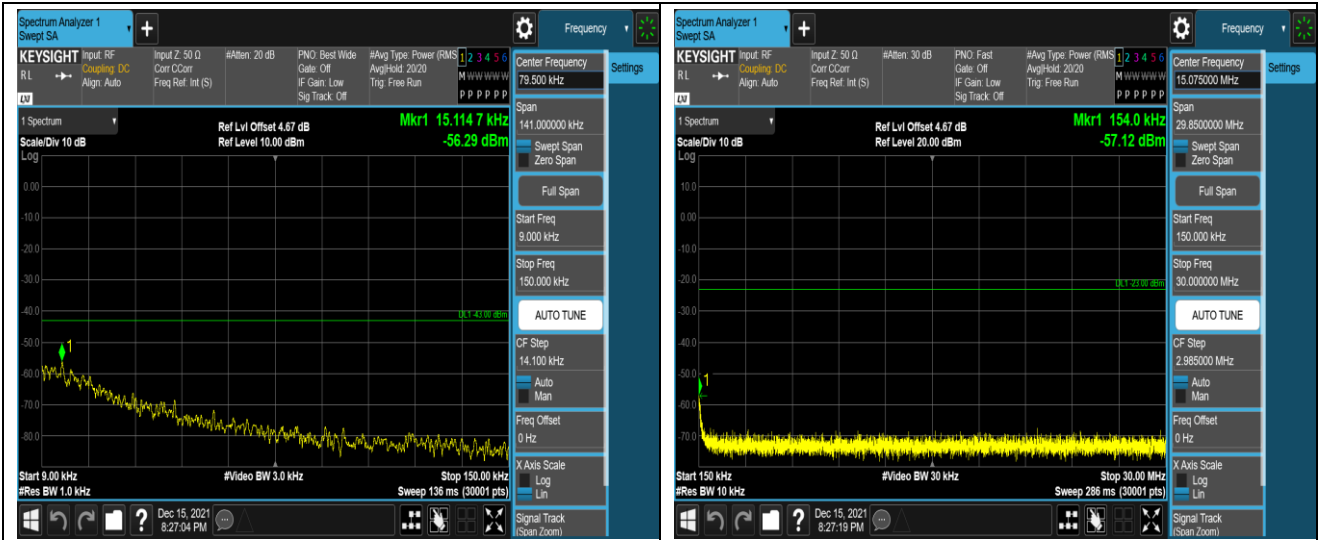 Spectrum Analyzer 1
Swept SA
+
Frequency
KEYSIGHT
RL
LXI
Input: RF
Coupling: DC
Align: Auto
Input Z: 50 Ω
Corr CCorr
Freq Ref: Int (S)
#Atten: 20 dB
PNO: Best Wide
Gate: Off
IF Gain: Low
Sig Track: Off
#Avg Type: Power (RMS
Avg|Hold: 20/20
Trig: Free Run
1 2 3 4 5 6
M W W W W W
P P P P P P
Center Frequency
79.500 kHz
Settings
Span
141.000000 kHz
Swept Span
Zero Span
Full Span
Start Freq
9.000 kHz
Stop Freq
150.000 kHz
AUTO TUNE
CF Step
14.100 kHz
Auto
Man
Freq Offset
0 Hz
X Axis Scale
Log
Lin
Signal Track
(Span Zoom)
1 Spectrum
Scale/Div 10 dB
Log
Ref Lvl Offset 4.67 dB
Ref Level 10.00 dBm
Mkr1 15.114 7 kHz
-56.29 dBm
0.00
-10.0
-20.0
-30.0
-40.0
-50.0
-60.0
-70.0
-80.0
DL1 -43.00 dBm
1
Start 9.00 kHz
#Res BW 1.0 kHz
#Video BW 3.0 kHz
Stop 150.00 kHz
Sweep 136 ms (30001 pts)
?
Dec 15, 2021
8:27:04 PM
Spectrum Analyzer 1
Swept SA
+
Frequency
KEYSIGHT
RL
LXI
Input: RF
Coupling: DC
Align: Auto
Input Z: 50 Ω
Corr CCorr
Freq Ref: Int (S)
#Atten: 30 dB
PNO: Fast
Gate: Off
IF Gain: Low
Sig Track: Off
#Avg Type: Power (RMS
Avg|Hold: 20/20
Trig: Free Run
1 2 3 4 5 6
M W W W W W
P P P P P P
Center Frequency
15.075000 MHz
Settings
Span
29.8500000 MHz
Swept Span
Zero Span
Full Span
Start Freq
150.000 kHz
Stop Freq
30.000000 MHz
AUTO TUNE
CF Step
2.985000 MHz
Auto
Man
Freq Offset
0 Hz
X Axis Scale
Log
Lin
Signal Track
(Span Zoom)
1 Spectrum
Scale/Div 10 dB
Log
Ref Lvl Offset 4.67 dB
Ref Level 20.00 dBm
Mkr1 154.0 kHz
-57.12 dBm
10.0
0.00
-10.0
-20.0
-30.0
-40.0
-50.0
-60.0
-70.0
DL1 -23.00 dBm
1
Start 150 kHz
#Res BW 10 kHz
#Video BW 30 kHz
Stop 30.00 MHz
Sweep 286 ms (30001 pts)
?
Dec 15, 2021
8:27:19 PM